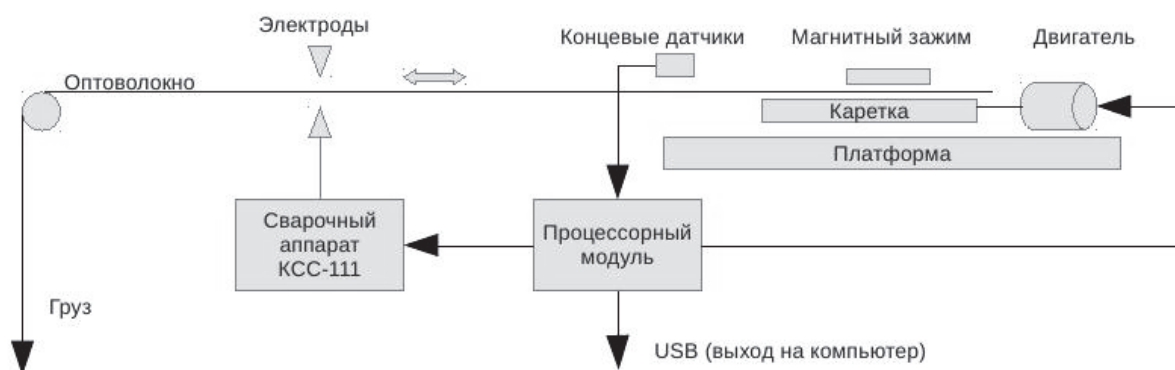 Электроды
Концевые датчики
Магнитный зажим
Двигатель
Оптоволокно
Каретка
Платформа
Сварочный
аппарат
КСС-111
Процессорный
модуль
Груз
USB (выход на компьютер)